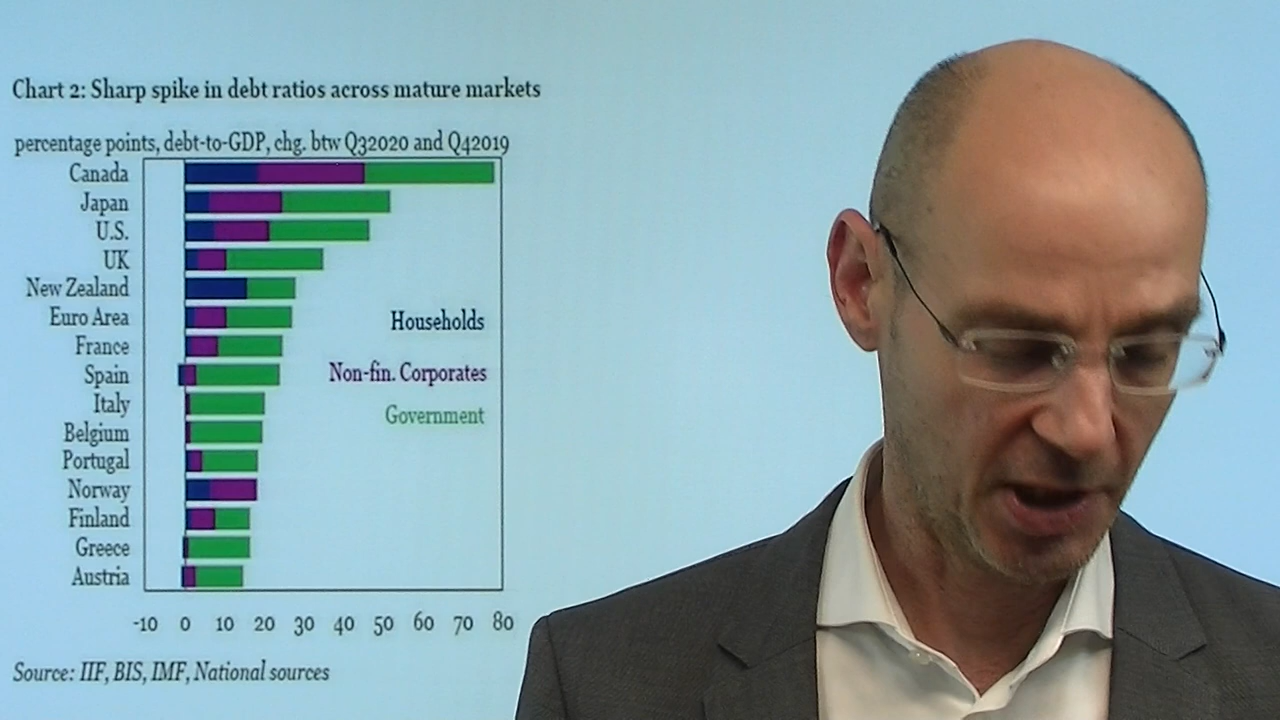 Chart 2: Sharp spike in debt ratios across mature markets
percentage points, debt-to-GDP, chg. btw Q32020 and Q42019
Canada
Japan
U.S.
UK
New Zealand
Euro Area
Households
France
Spain
Non-fin. Corporates
Italy
Government
Belgium
Portugal
Norway
Finland
Greece
Austria
-10 0 10 20 30 40 50 60 70 80
Source: IIF, BIS, IMF, National sources